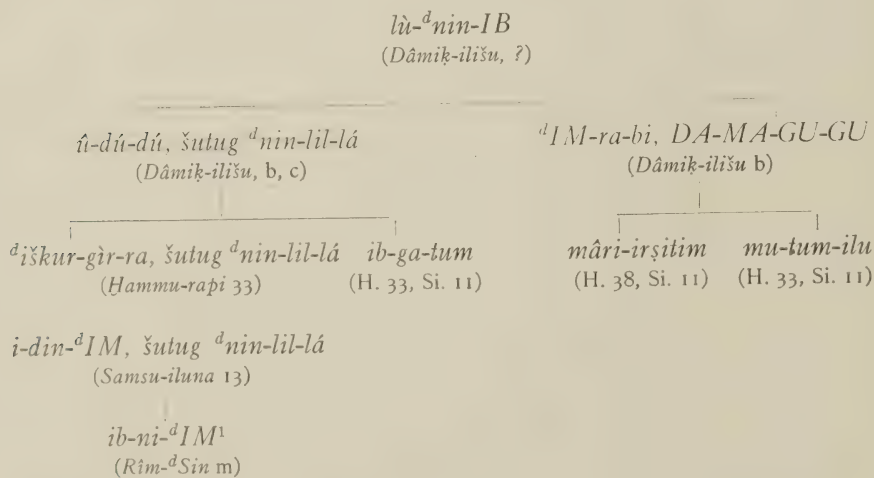 lù-ᵈnin-IB
(Dâmiḳ-ilišu, ?)
û-dú-dú, šutug ᵈnin-lil-lá ᵈIM-ra-bi, DA-MA-GU-GU
(Dâmiḳ-ilišu, b, c) (Dâmiḳ-ilišu b)
ᵈiškur-gìr-ra, šutug ᵈnin-lil-lá ib-ga-tum mâri-irṣitim mu-tum-ilu
(Ḫammu-rapi 33) (H. 33, Si. 11) (H. 38, Si. 11) (H. 33, Si. 11)
i-din-ᵈIM, šutug ᵈnin-lil-lá
(Samsu-iluna 13)
ib-ni-ᵈIM¹
(Rîm-ᵈSin m)